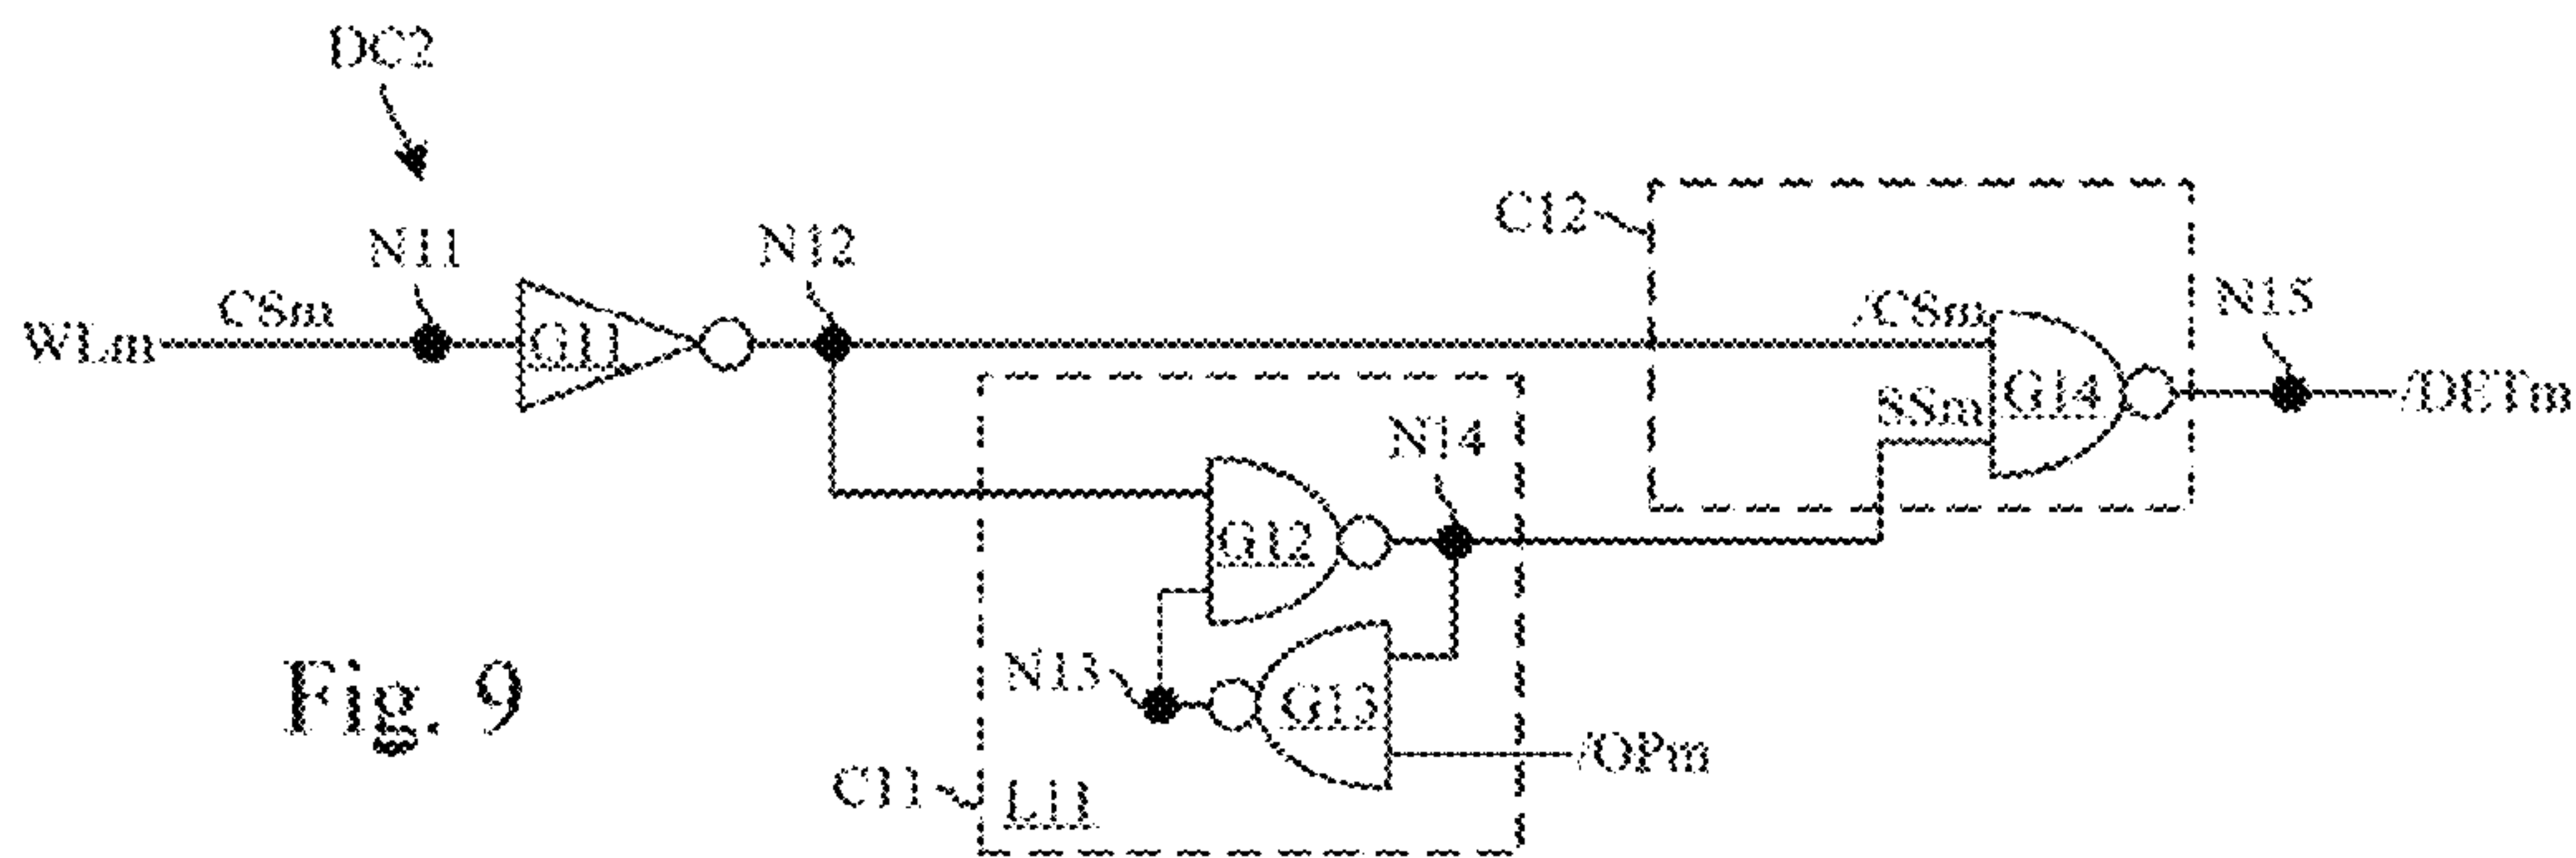 DC2
N11
N12
C12
WLm
CSm
G11
/CSm
N15
SSm
G14
/DETm
N14
G12
N13
G13
/OPm
C11
L11
Fig. 9